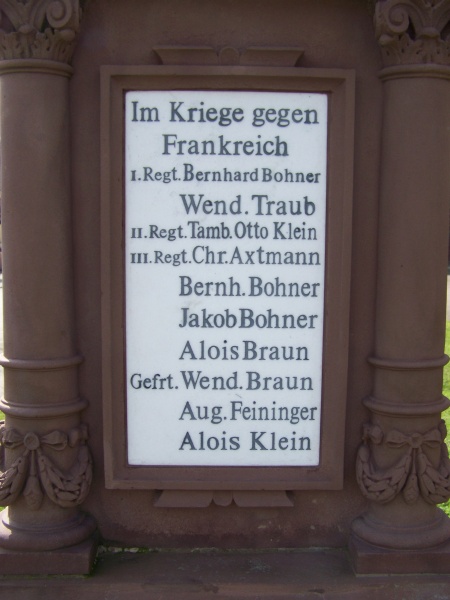 Im Kriege gegen
Frankreich
I. Regt. Bernhard Bohner
Wend. Traub
II. Regt. Tamb. Otto Klein
III. Regt. Chr. Axtmann
Bernh. Bohner
Jakob Bohner
Alois Braun
Gefrt. Wend. Braun
Aug. Feininger
Alois Klein